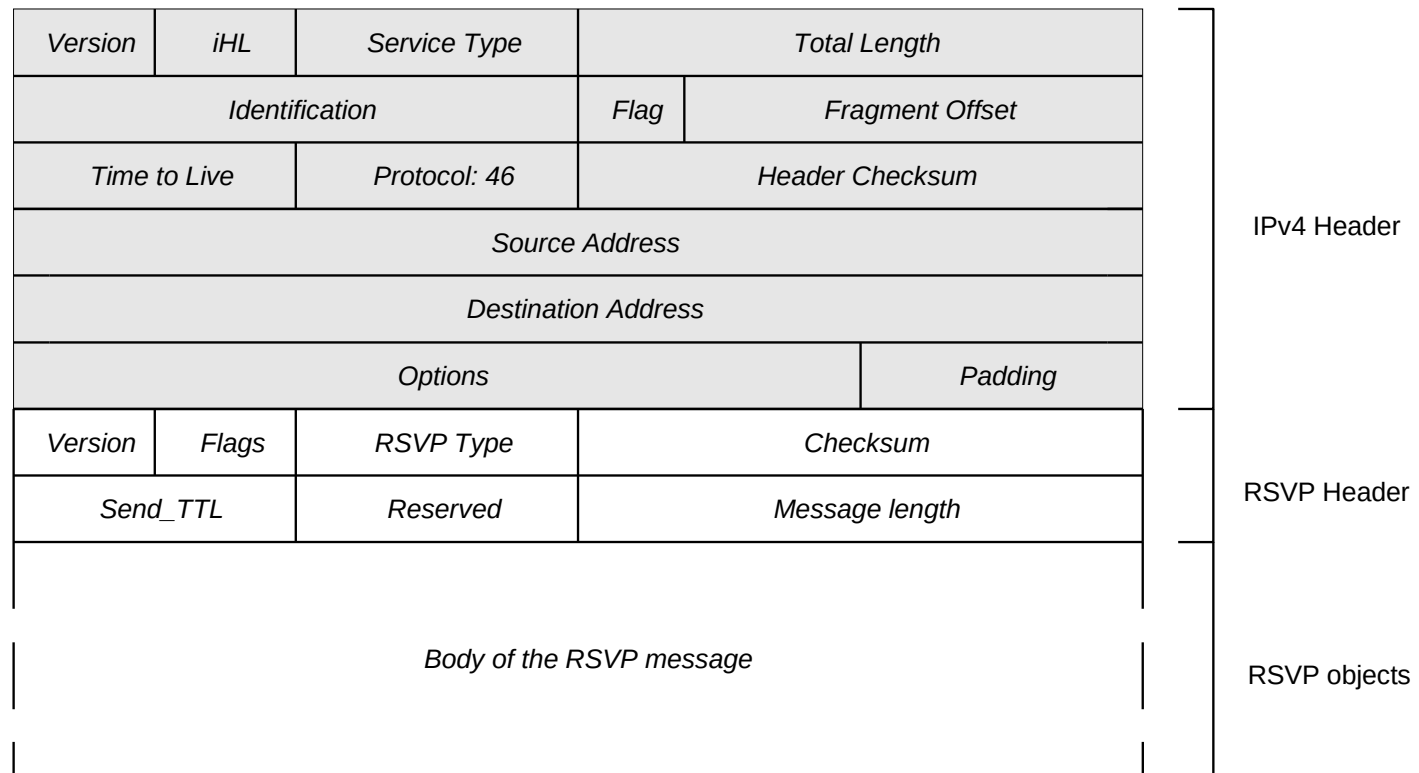 Version iHL Service Type Total Length
Identification Flag Fragment Offset
Time to Live Protocol: 46 Header Checksum
Source Address
IPv4 Header
Destination Address
Options Padding
Version Flags RSVP Type Checksum
RSVP Header
Send_TTL Reserved Message length
Body of the RSVP message
RSVP objects